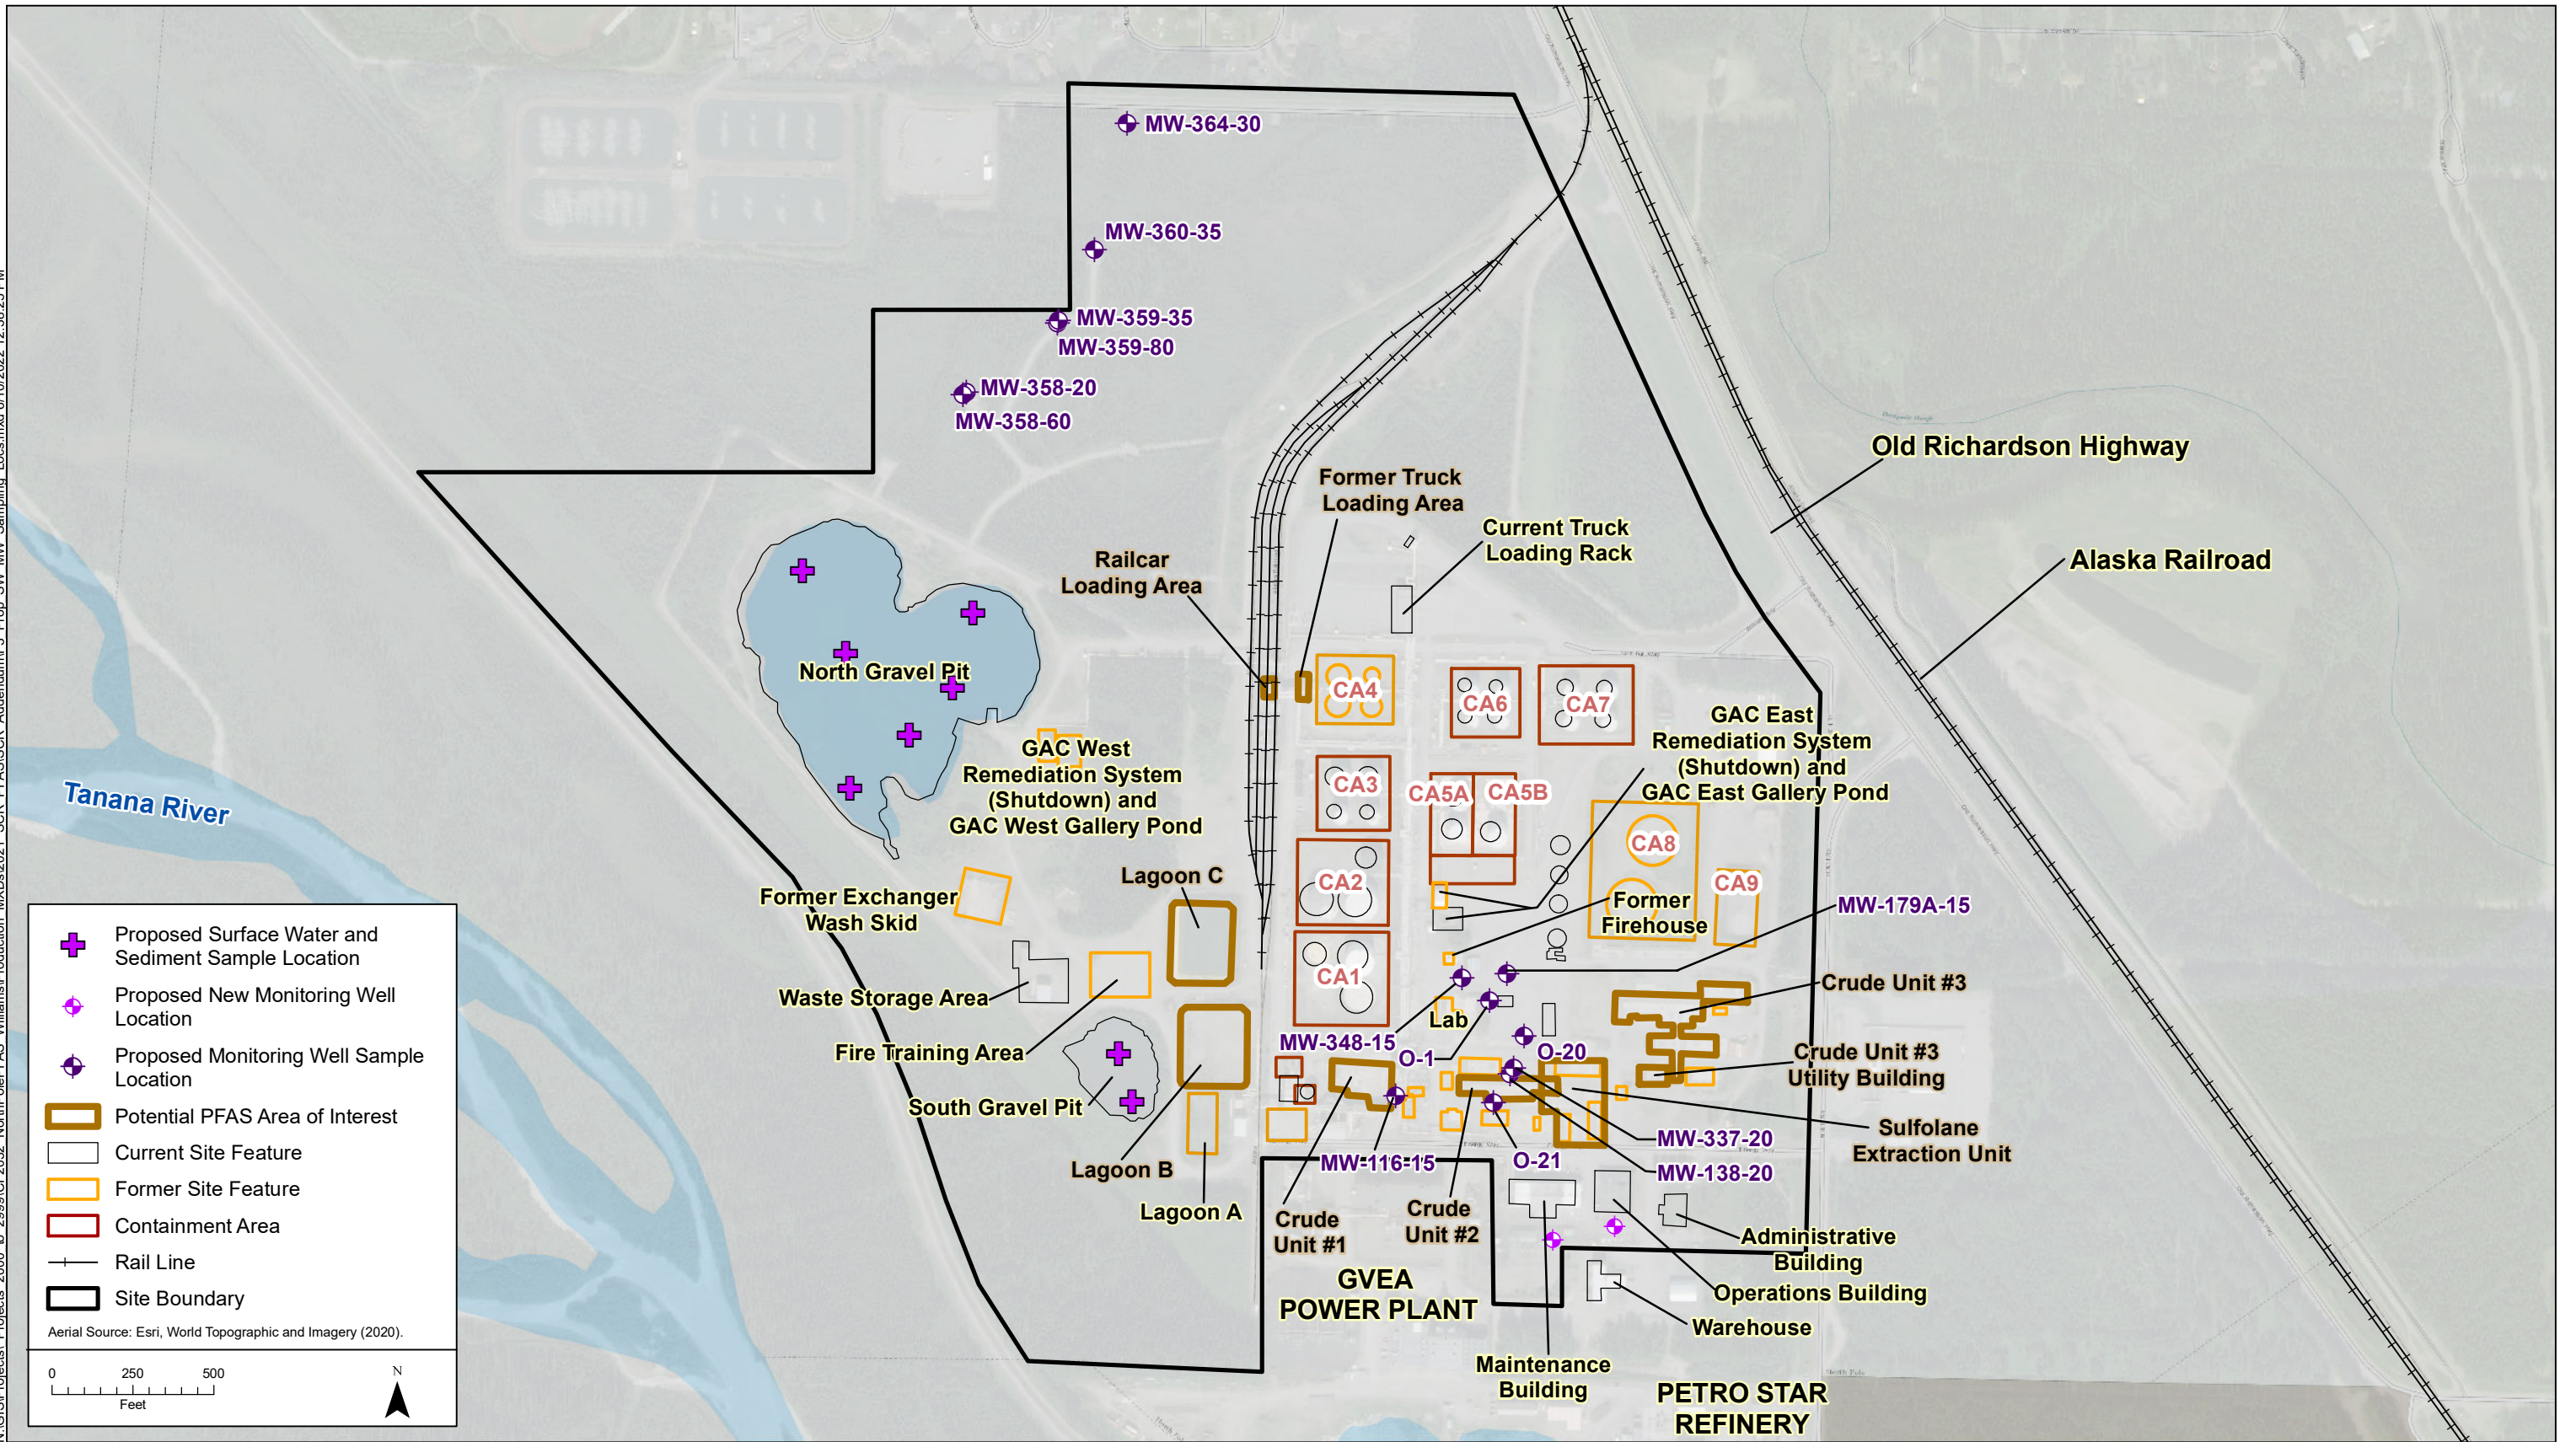 MW-364-30
MW-360-35
MW-359-35
MW-359-80
MW-358-20
MW-358-60
Old Richardson Highway
Alaska Railroad
Former Truck
Loading Area
Current Truck
Loading Rack
Railcar
Loading Area
North Gravel Pit
CA4
CA6
CA7
GAC East
Remediation System
(Shutdown) and
GAC East Gallery Pond
GAC West
Remediation System
(Shutdown) and
GAC West Gallery Pond
CA3
CA5A
CA5B
Tanana River
CA8
CA2
CA9
Lagoon C
Former Exchanger
Wash Skid
Former
Firehouse
MW-179A-15
CA1
Crude Unit #3
Waste Storage Area
Lab
MW-348-15
O-1
O-20
Fire Training Area
Crude Unit #3
Utility Building
South Gravel Pit
Sulfolane
Extraction Unit
MW-337-20
MW-138-20
MW-116-15
O-21
Lagoon B
Lagoon A
Crude
Unit #1
Crude
Unit #2
Administrative
Building
Operations Building
GVEA
POWER PLANT
Warehouse
Maintenance
Building
PETRO STAR
REFINERY
Proposed Surface Water and
Sediment Sample Location
Proposed New Monitoring Well
Location
Proposed Monitoring Well Sample
Location
Potential PFAS Area of Interest
Current Site Feature
Former Site Feature
Containment Area
Rail Line
Site Boundary
Aerial Source: Esri, World Topographic and Imagery (2020).
0 250 500
Feet
N